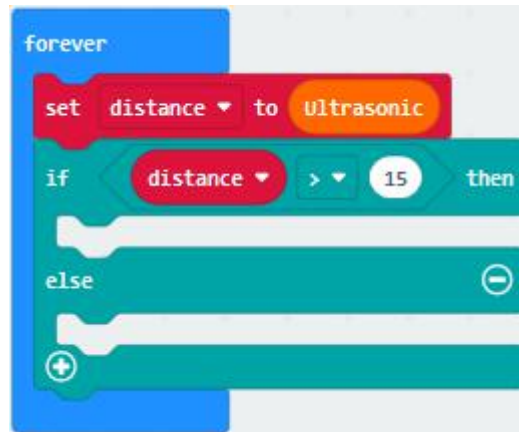 forever
set distance to Ultrasonic
if distance > 15 then
else